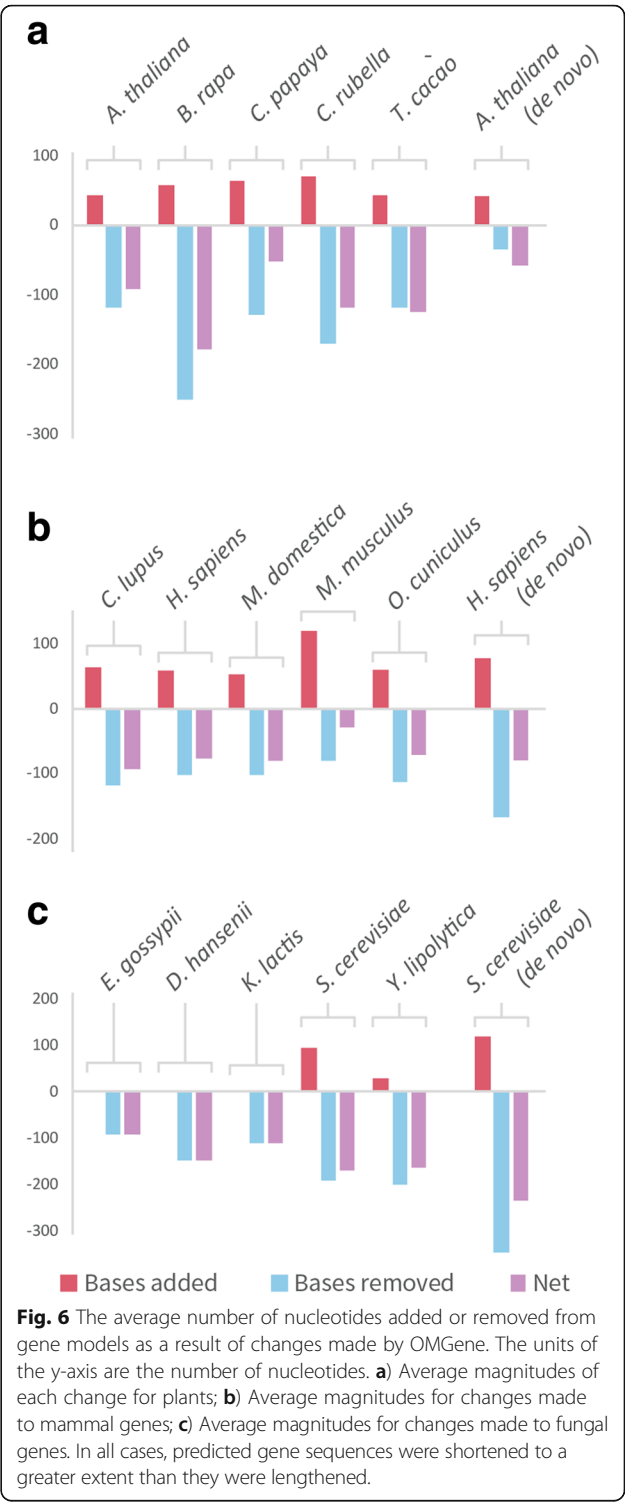 a
A. thaliana
B. rapa
C. papaya
C. rubella
T. cacao
`
A. thaliana
(de novo)
100
0
-100
-200
-300
b
C. lupus
H. sapiens
M. domestica
M. musculus
O. cuniculus
H. sapiens
(de novo)
100
0
-100
-200
c
E. gossypii
D. hansenii
K. lactis
S. cerevisiae
Y. lipolytica
S. cerevisiae
(de novo)
200
100
0
-100
-200
-300
Bases added
Bases removed
Net
Fig. 6 The average number of nucleotides added or removed from
gene models as a result of changes made by OMGene. The units of
the y-axis are the number of nucleotides. a) Average magnitudes of
each change for plants; b) Average magnitudes for changes made
to mammal genes; c) Average magnitudes for changes made to fungal
genes. In all cases, predicted gene sequences were shortened to a
greater extent than they were lengthened.